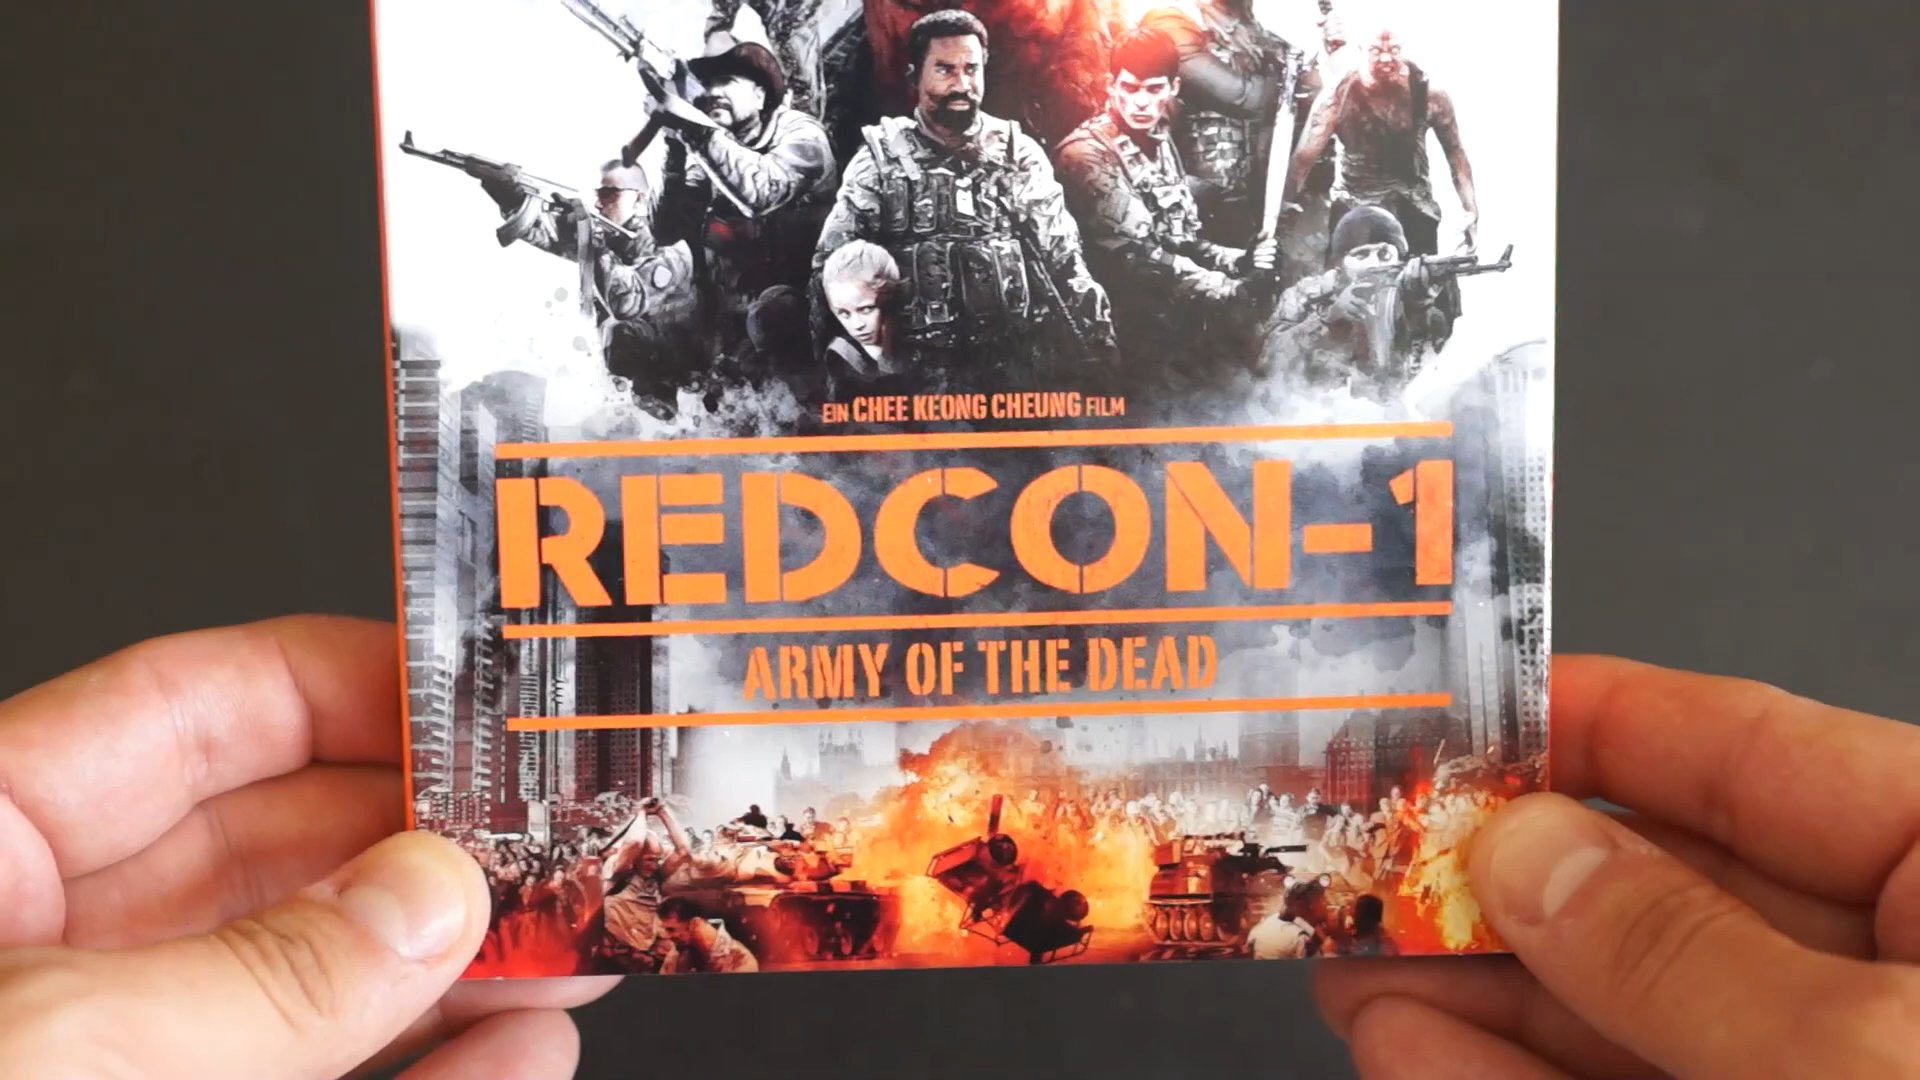 EIN CHEE KEONG CHEUNG FILM
REDCON-1
ARMY OF THE DEAD